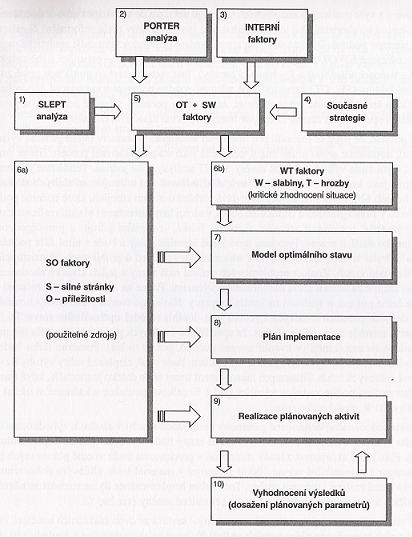 2)
PORTER
analýza
3)
INTERNÍ
faktory
1)
SLEPT
analýza
5)
OT + SW
faktory
4)
Současné
strategie
6a)
SO faktory
S – silné stránky
O – příležitosti
(použitelné zdroje)
6b)
WT faktory
W – slabiny, T – hrozby
(kritické zhodnocení situace)
7)
Model optimálního stavu
8)
Plán implementace
9)
Realizace plánovaných aktivit
10)
Vyhodnocení výsledků
(dosažení plánovaných parametrů)